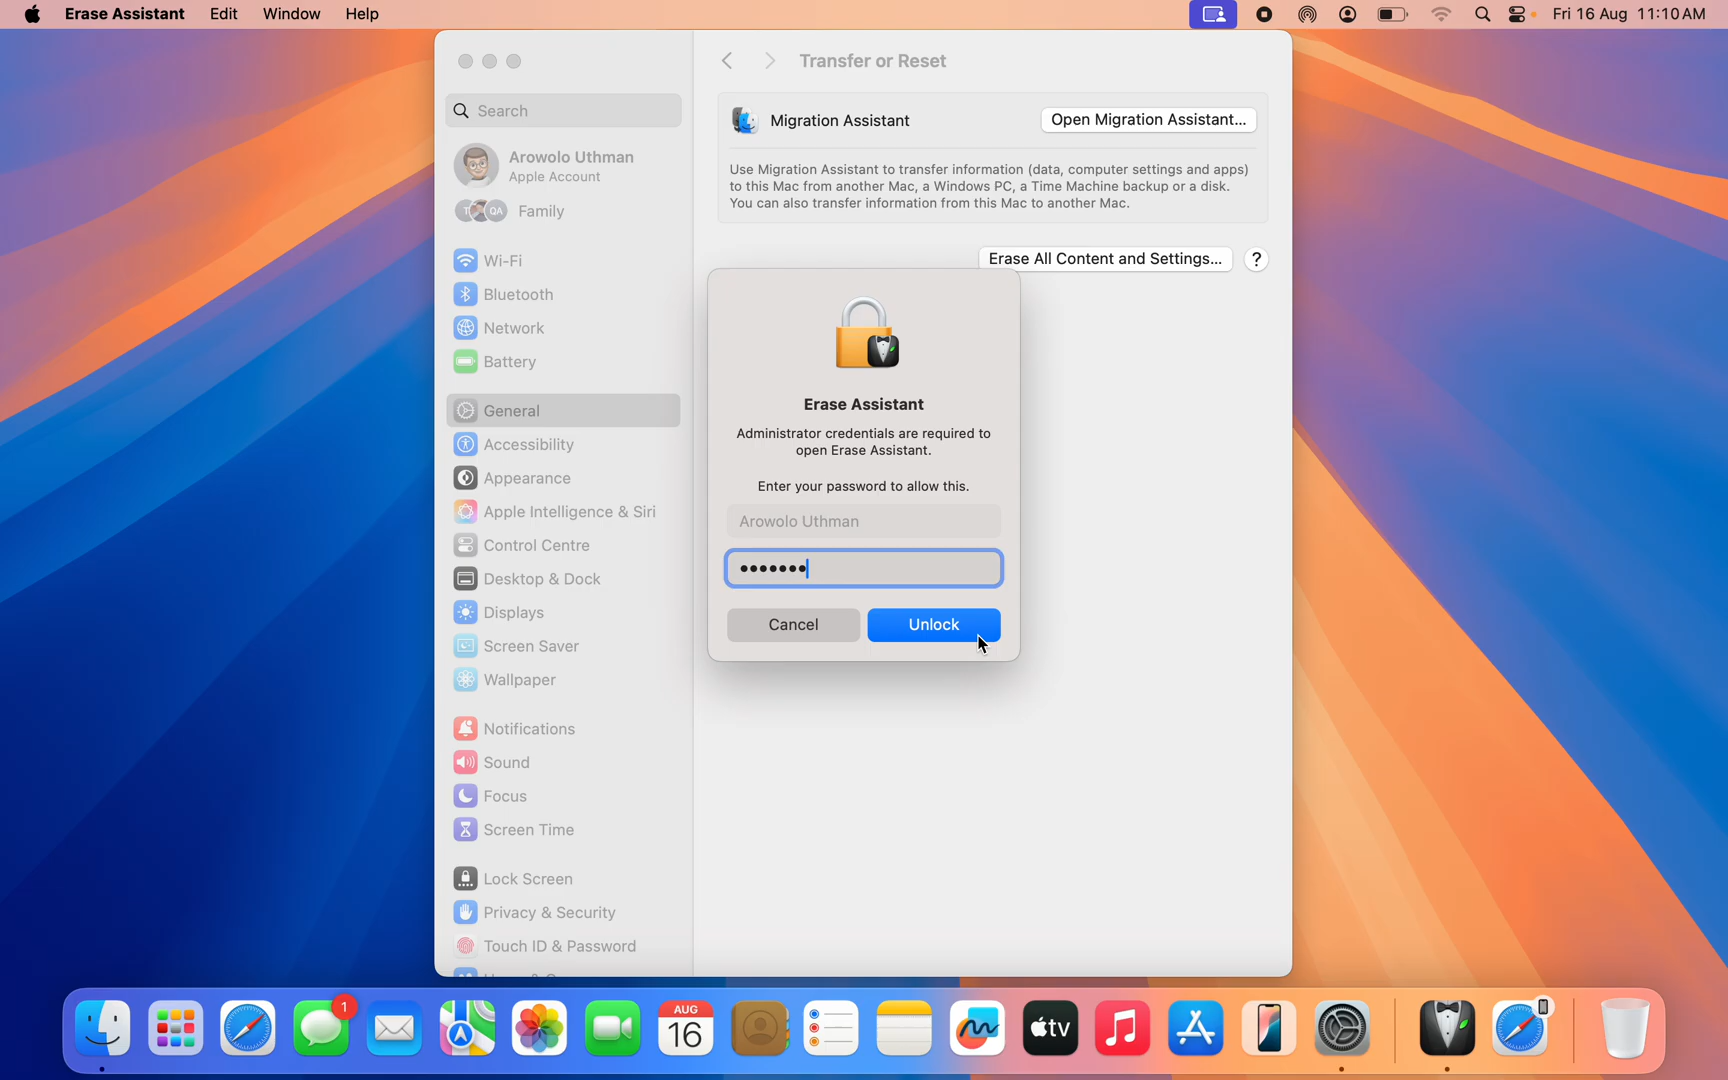 Erase Assistant Edit Window Help Fri 16 Aug 11:10 AM
Search
Arowolo Uthman
Apple Account
QA Family
Wi-Fi
Bluetooth
Network
Battery
General
Accessibility
Appearance
Apple Intelligence & Siri
Control Centre
Desktop & Dock
Displays
Screen Saver
Wallpaper
Notifications
Sound
Focus
Screen Time
Lock Screen
Privacy & Security
Touch ID & Password
Transfer or Reset
Migration Assistant Open Migration Assistant...
Use Migration Assistant to transfer information (data, computer settings and apps)
to this Mac from another Mac, a Windows PC, a Time Machine backup or a disk.
You can also transfer information from this Mac to another Mac.
Erase All Content and Settings... ?
Erase Assistant
Administrator credentials are required to
open Erase Assistant.
Enter your password to allow this.
Arowolo Uthman
•••••••
Cancel Unlock
1 AUG 16 tv